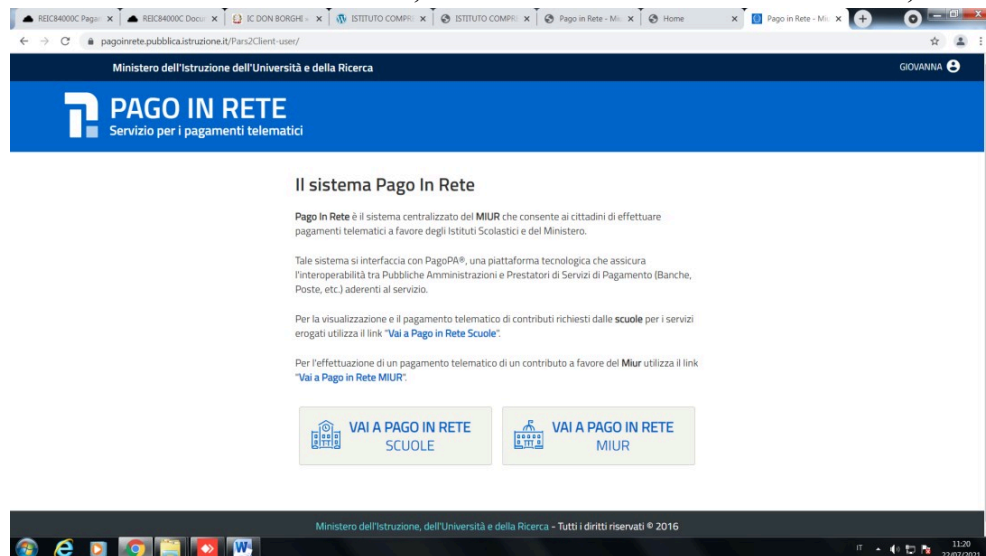 REIC84000C Pagar
REIC84000C Docur
IC DON BORGHI -
ISTITUTO COMPRE
ISTITUTO COMPRE
Pago in Rete - Mi
Home
Pago in Rete - Mi
pagoinrete.pubblica.istruzione.it/Pars2Client-user/
Ministero dell'Istruzione dell'Università e della Ricerca
GIOVANNA
PAGO IN RETE
Servizio per i pagamenti telematici
Il sistema Pago In Rete
Pago In Rete è il sistema centralizzato del MIUR che consente ai cittadini di effettuare
pagamenti telematici a favore degli Istituti Scolastici e del Ministero.
Tale sistema si interfaccia con PagoPA®, una piattaforma tecnologica che assicura
l'interoperabilità tra Pubbliche Amministrazioni e Prestatori di Servizi di Pagamento (Banche,
Poste, etc.) aderenti al servizio.
Per la visualizzazione e il pagamento telematico di contributi richiesti dalle scuole per i servizi
erogati utilizza il link "Vai a Pago in Rete Scuole".
Per l'effettuazione di un pagamento telematico di un contributo a favore del Miur utilizza il link
"Vai a Pago in Rete MIUR".
VAI A PAGO IN RETE
SCUOLE
VAI A PAGO IN RETE
MIUR
Ministero dell'Istruzione, dell'Università e della Ricerca - Tutti i diritti riservati © 2016
IT
11:20
22/07/2021